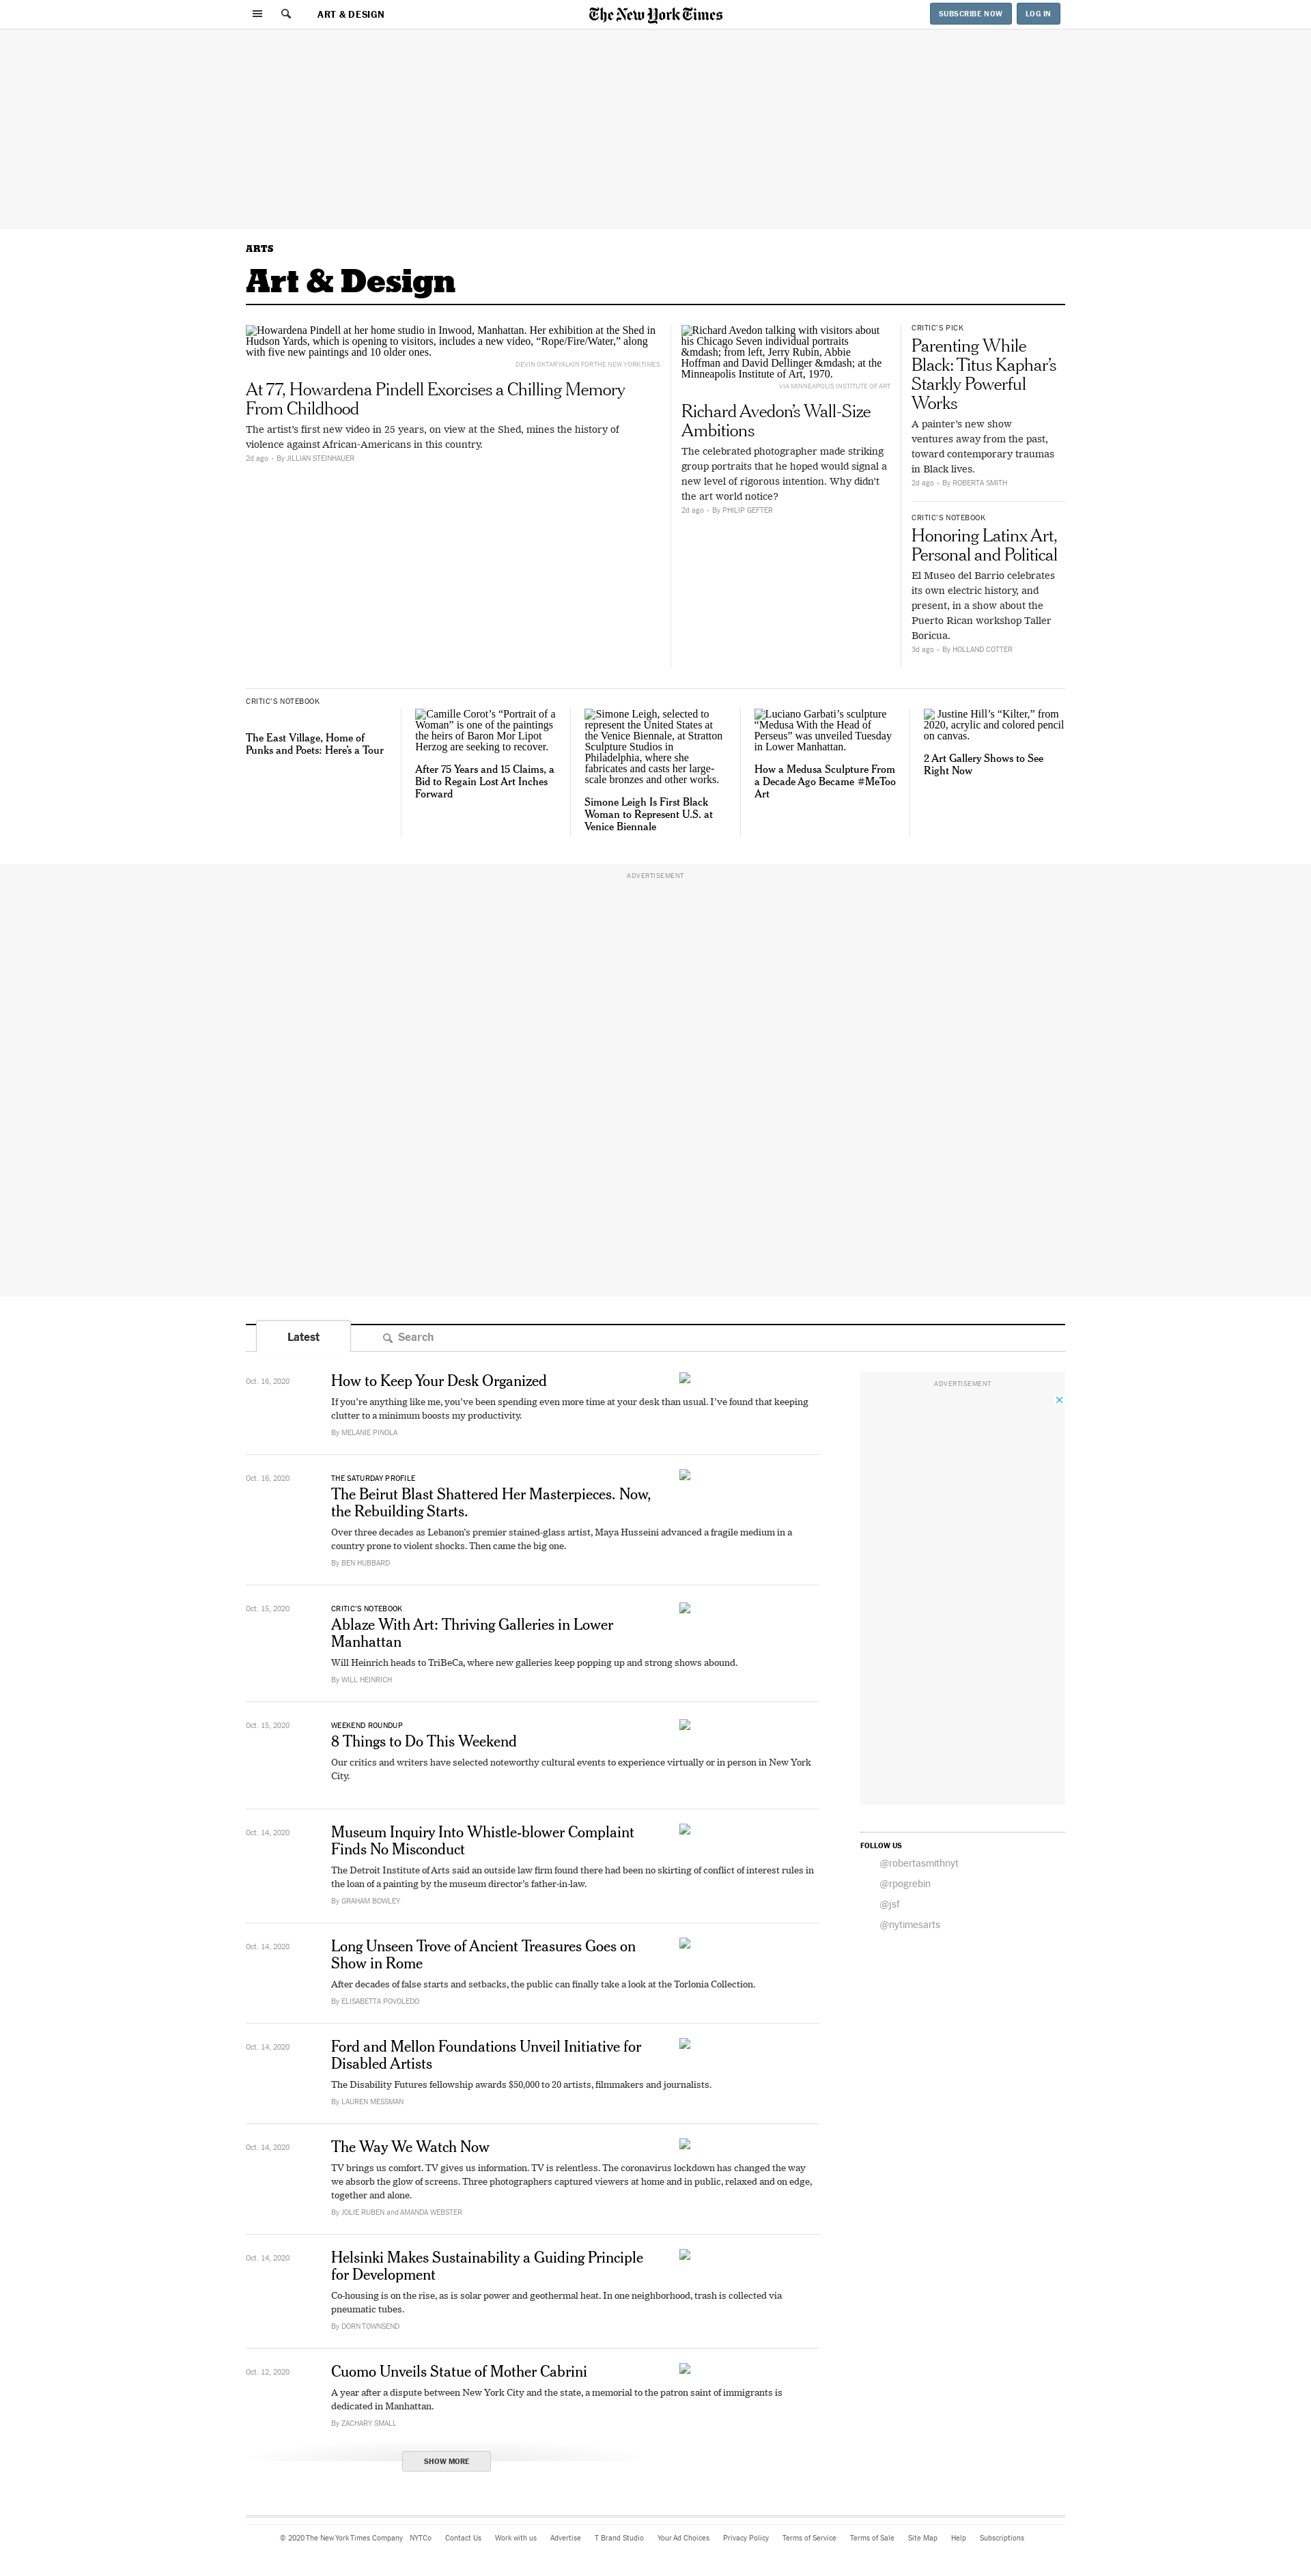 ART & DESIGN
The New York Times
SUBSCRIBE NOW
LOG IN
ARTS
Art & Design
Howardena Pindell at her home studio in Inwood, Manhattan. Her exhibition at the Shed in
Hudson Yards, which is opening to visitors, includes a new video, “Rope/Fire/Water,” along
with five new paintings and 10 older ones.
DEVIN OKTAR YALKIN FOR THE NEW YORK TIMES
At 77, Howardena Pindell Exorcises a Chilling Memory
From Childhood
The artist’s first new video in 25 years, on view at the Shed, mines the history of
violence against African-Americans in this country.
2d ago • By JILLIAN STEINHAUER
Richard Avedon talking with visitors about
his Chicago Seven individual portraits
&mdash; from left, Jerry Rubin, Abbie
Hoffman and David Dellinger &mdash; at the
Minneapolis Institute of Art, 1970.
VIA MINNEAPOLIS INSTITUTE OF ART
Richard Avedon’s Wall-Size
Ambitions
The celebrated photographer made striking
group portraits that he hoped would signal a
new level of rigorous intention. Why didn’t
the art world notice?
2d ago • By PHILIP GEFTER
CRITIC’S PICK
Parenting While
Black: Titus Kaphar’s
Starkly Powerful
Works
A painter’s new show
ventures away from the past,
toward contemporary traumas
in Black lives.
2d ago • By ROBERTA SMITH
CRITIC’S NOTEBOOK
Honoring Latinx Art,
Personal and Political
El Museo del Barrio celebrates
its own electric history, and
present, in a show about the
Puerto Rican workshop Taller
Boricua.
3d ago • By HOLLAND COTTER
CRITIC’S NOTEBOOK
The East Village, Home of
Punks and Poets: Here’s a Tour
Camille Corot’s “Portrait of a
Woman” is one of the paintings
the heirs of Baron Mor Lipot
Herzog are seeking to recover.
After 75 Years and 15 Claims, a
Bid to Regain Lost Art Inches
Forward
Simone Leigh, selected to
represent the United States at
the Venice Biennale, at Stratton
Sculpture Studios in
Philadelphia, where she
fabricates and casts her large-
scale bronzes and other works.
Simone Leigh Is First Black
Woman to Represent U.S. at
Venice Biennale
Luciano Garbati’s sculpture
“Medusa With the Head of
Perseus” was unveiled Tuesday
in Lower Manhattan.
How a Medusa Sculpture From
a Decade Ago Became #MeToo
Art
Justine Hill’s “Kilter,” from
2020, acrylic and colored pencil
on canvas.
2 Art Gallery Shows to See
Right Now
ADVERTISEMENT
Latest
Search
Oct. 16, 2020
How to Keep Your Desk Organized
If you’re anything like me, you’ve been spending even more time at your desk than usual. I’ve found that keeping
clutter to a minimum boosts my productivity.
By MELANIE PINOLA
Oct. 16, 2020
THE SATURDAY PROFILE
The Beirut Blast Shattered Her Masterpieces. Now,
the Rebuilding Starts.
Over three decades as Lebanon’s premier stained-glass artist, Maya Husseini advanced a fragile medium in a
country prone to violent shocks. Then came the big one.
By BEN HUBBARD
Oct. 15, 2020
CRITIC’S NOTEBOOK
Ablaze With Art: Thriving Galleries in Lower
Manhattan
Will Heinrich heads to TriBeCa, where new galleries keep popping up and strong shows abound.
By WILL HEINRICH
Oct. 15, 2020
WEEKEND ROUNDUP
8 Things to Do This Weekend
Our critics and writers have selected noteworthy cultural events to experience virtually or in person in New York
City.
Oct. 14, 2020
Museum Inquiry Into Whistle-blower Complaint
Finds No Misconduct
The Detroit Institute of Arts said an outside law firm found there had been no skirting of conflict of interest rules in
the loan of a painting by the museum director’s father-in-law.
By GRAHAM BOWLEY
Oct. 14, 2020
Long Unseen Trove of Ancient Treasures Goes on
Show in Rome
After decades of false starts and setbacks, the public can finally take a look at the Torlonia Collection.
By ELISABETTA POVOLEDO
Oct. 14, 2020
Ford and Mellon Foundations Unveil Initiative for
Disabled Artists
The Disability Futures fellowship awards $50,000 to 20 artists, filmmakers and journalists.
By LAUREN MESSMAN
Oct. 14, 2020
The Way We Watch Now
TV brings us comfort. TV gives us information. TV is relentless. The coronavirus lockdown has changed the way
we absorb the glow of screens. Three photographers captured viewers at home and in public, relaxed and on edge,
together and alone.
By JOLIE RUBEN and AMANDA WEBSTER
Oct. 14, 2020
Helsinki Makes Sustainability a Guiding Principle
for Development
Co-housing is on the rise, as is solar power and geothermal heat. In one neighborhood, trash is collected via
pneumatic tubes.
By DORN TOWNSEND
Oct. 12, 2020
Cuomo Unveils Statue of Mother Cabrini
A year after a dispute between New York City and the state, a memorial to the patron saint of immigrants is
dedicated in Manhattan.
By ZACHARY SMALL
SHOW MORE
ADVERTISEMENT
FOLLOW US
@robertasmithnyt
@rpogrebin
@jsf
@nytimesarts
© 2020 The New York Times Company NYTCo Contact Us Work with us Advertise T Brand Studio Your Ad Choices Privacy Policy Terms of Service Terms of Sale Site Map Help Subscriptions